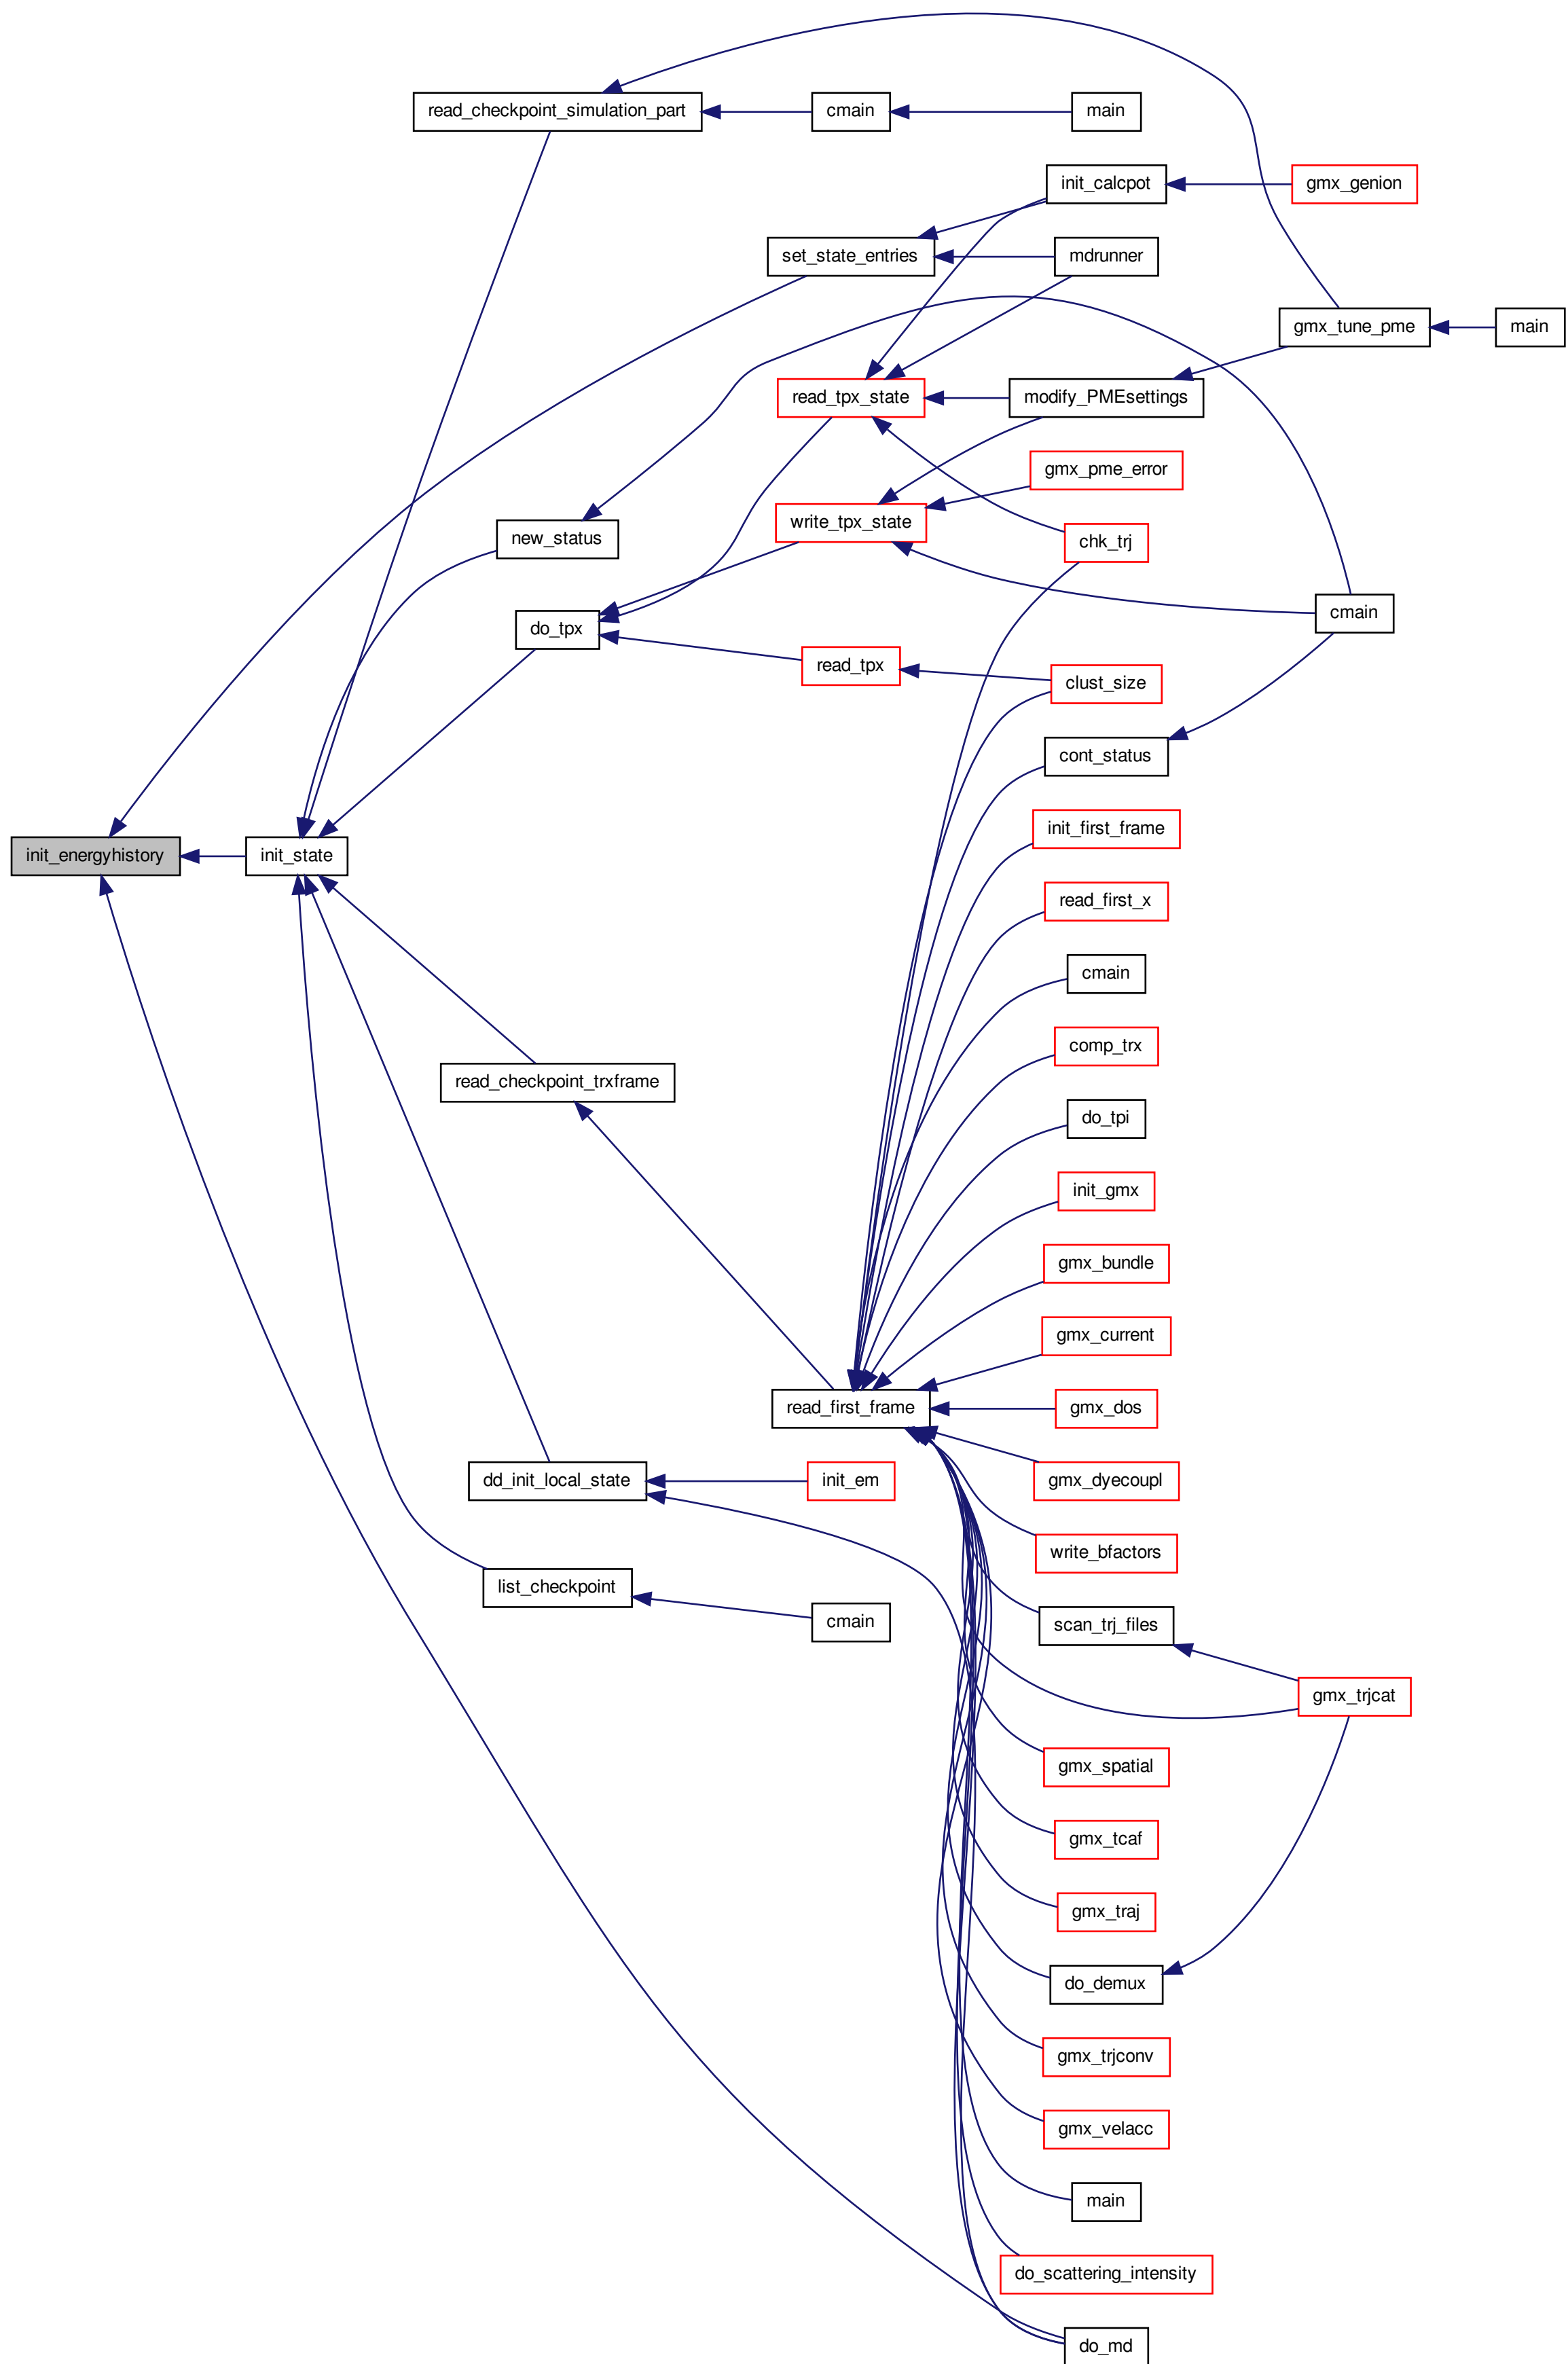 read_checkpoint_simulation_part
cmain
main
init_calcpot
gmx_genion
set_state_entries
mdrunner
gmx_tune_pme
main
read_tpx_state
modify_PMEsettings
gmx_pme_error
write_tpx_state
new_status
chk_trj
cmain
do_tpx
read_tpx
clust_size
cont_status
init_first_frame
init_energyhistory
init_state
read_first_x
cmain
comp_trx
read_checkpoint_trxframe
do_tpi
init_gmx
gmx_bundle
gmx_current
read_first_frame
gmx_dos
dd_init_local_state
init_em
gmx_dyecoupl
write_bfactors
list_checkpoint
cmain
scan_trj_files
gmx_trjcat
gmx_spatial
gmx_tcaf
gmx_traj
do_demux
gmx_trjconv
gmx_velacc
main
do_scattering_intensity
do_md